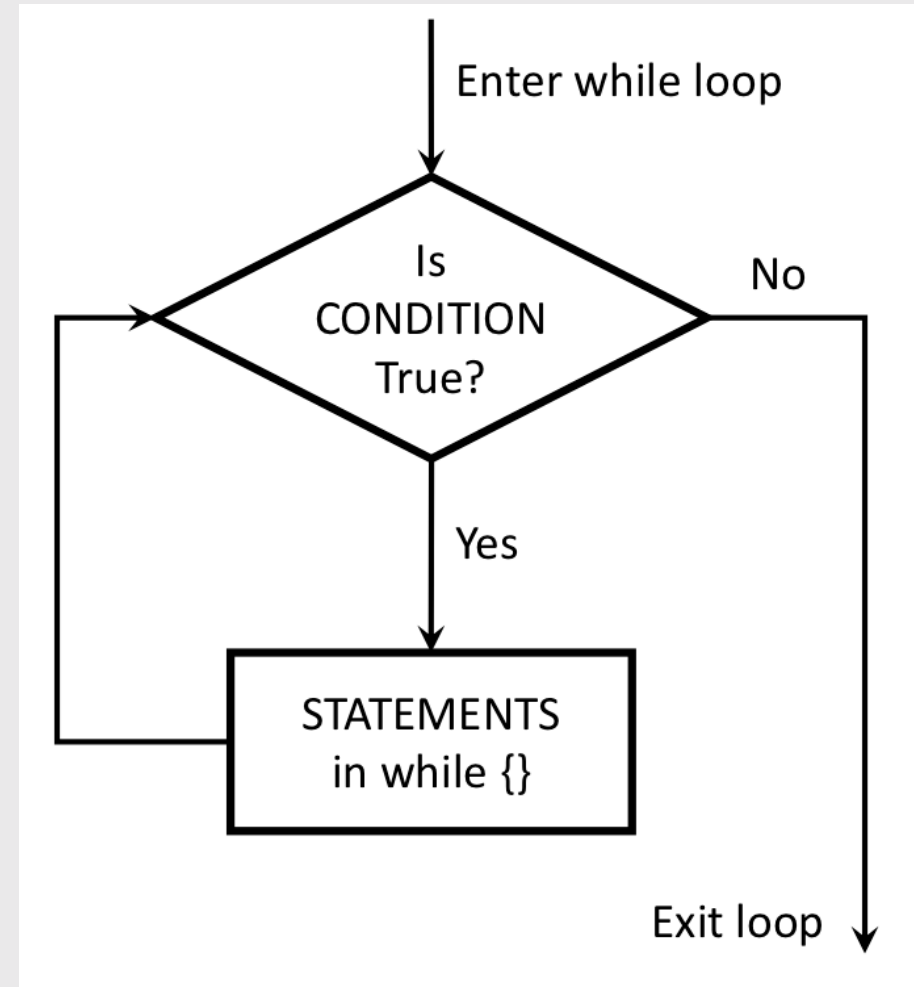 Enter while loop
Is
CONDITION
True?
No
Yes
STATEMENTS
in while {}
Exit loop